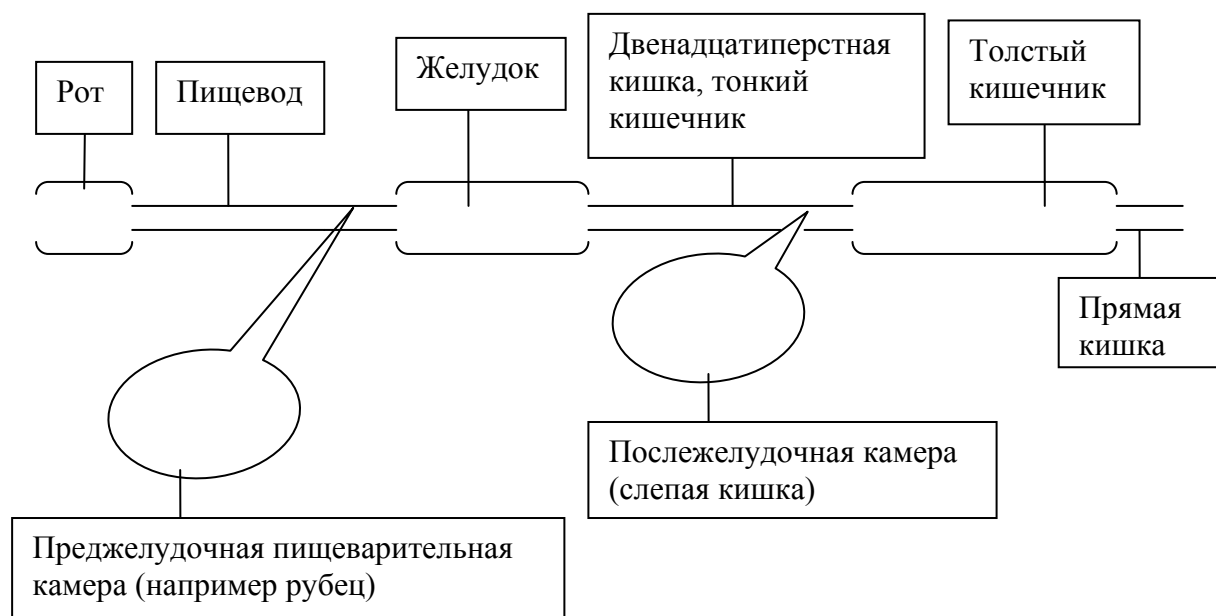 Рот
Пищевод
Желудок
Двенадцатиперстная
кишка, тонкий
кишечник
Толстый
кишечник
Прямая
кишка
Послежелудочная камера
(слепая кишка)
Преджелудочная пищеварительная
камера (например рубец)